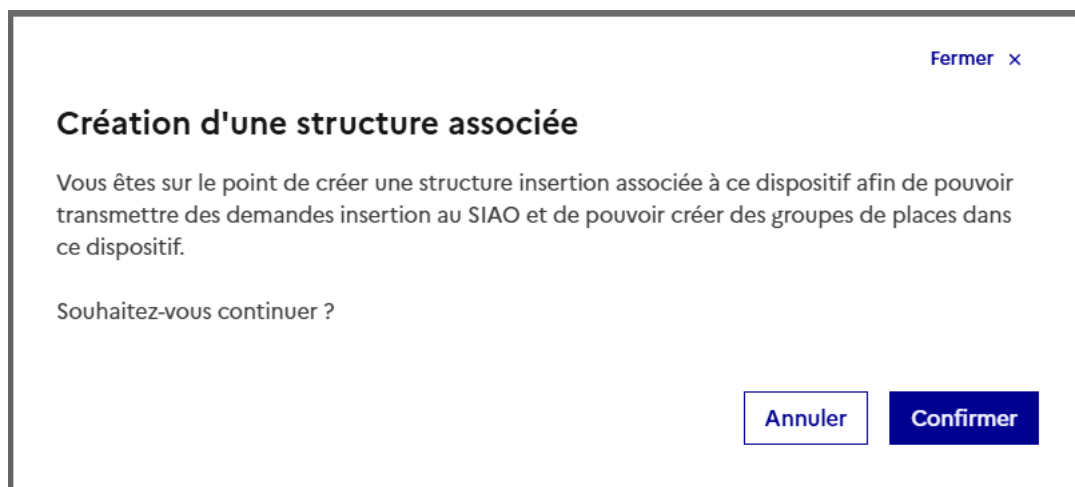 Fermer ×
Création d'une structure associée
Vous êtes sur le point de créer une structure insertion associée à ce dispositif afin de pouvoir
transmettre des demandes insertion au SIAO et de pouvoir créer des groupes de places dans
ce dispositif.
Souhaitez-vous continuer ?
Annuler
Confirmer